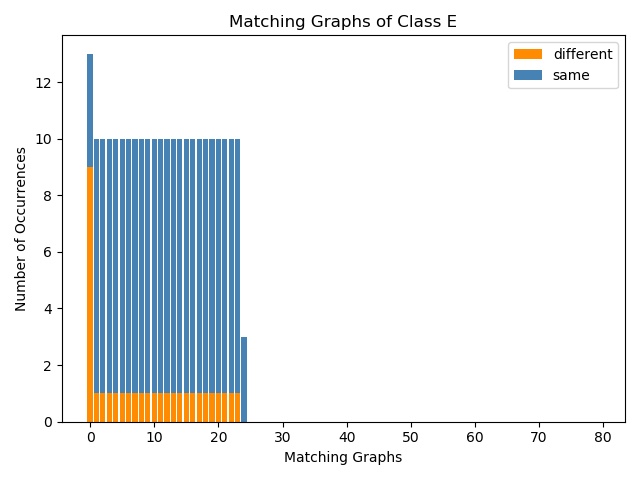 Matching Graphs of Class E
different
same
Number of Occurrences
12
10
8
6
4
2
0
0 10 20 30 40 50 60 70 80
Matching Graphs